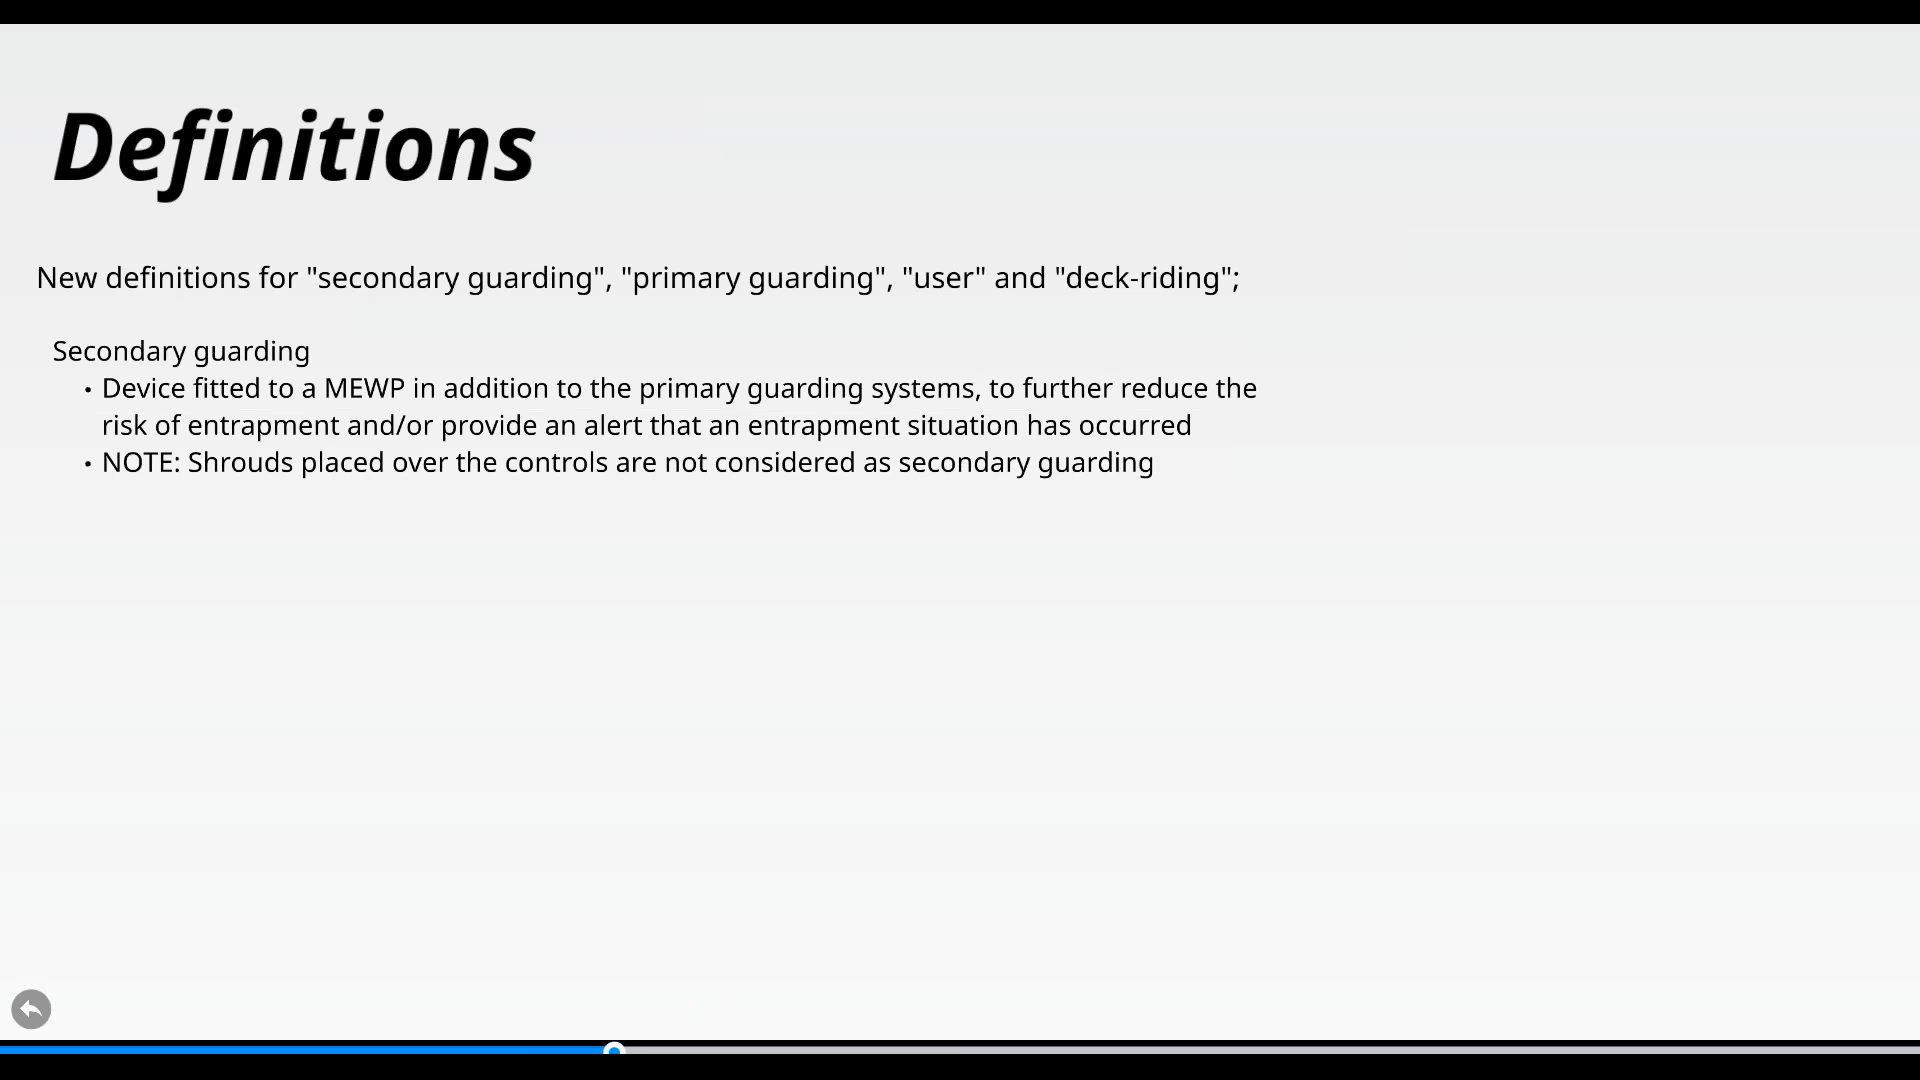 Definitions
New definitions for "secondary guarding", "primary guarding", "user" and "deck-riding";
Secondary guarding
• Device fitted to a MEWP in addition to the primary guarding systems, to further reduce the
risk of entrapment and/or provide an alert that an entrapment situation has occurred
• NOTE: Shrouds placed over the controls are not considered as secondary guarding